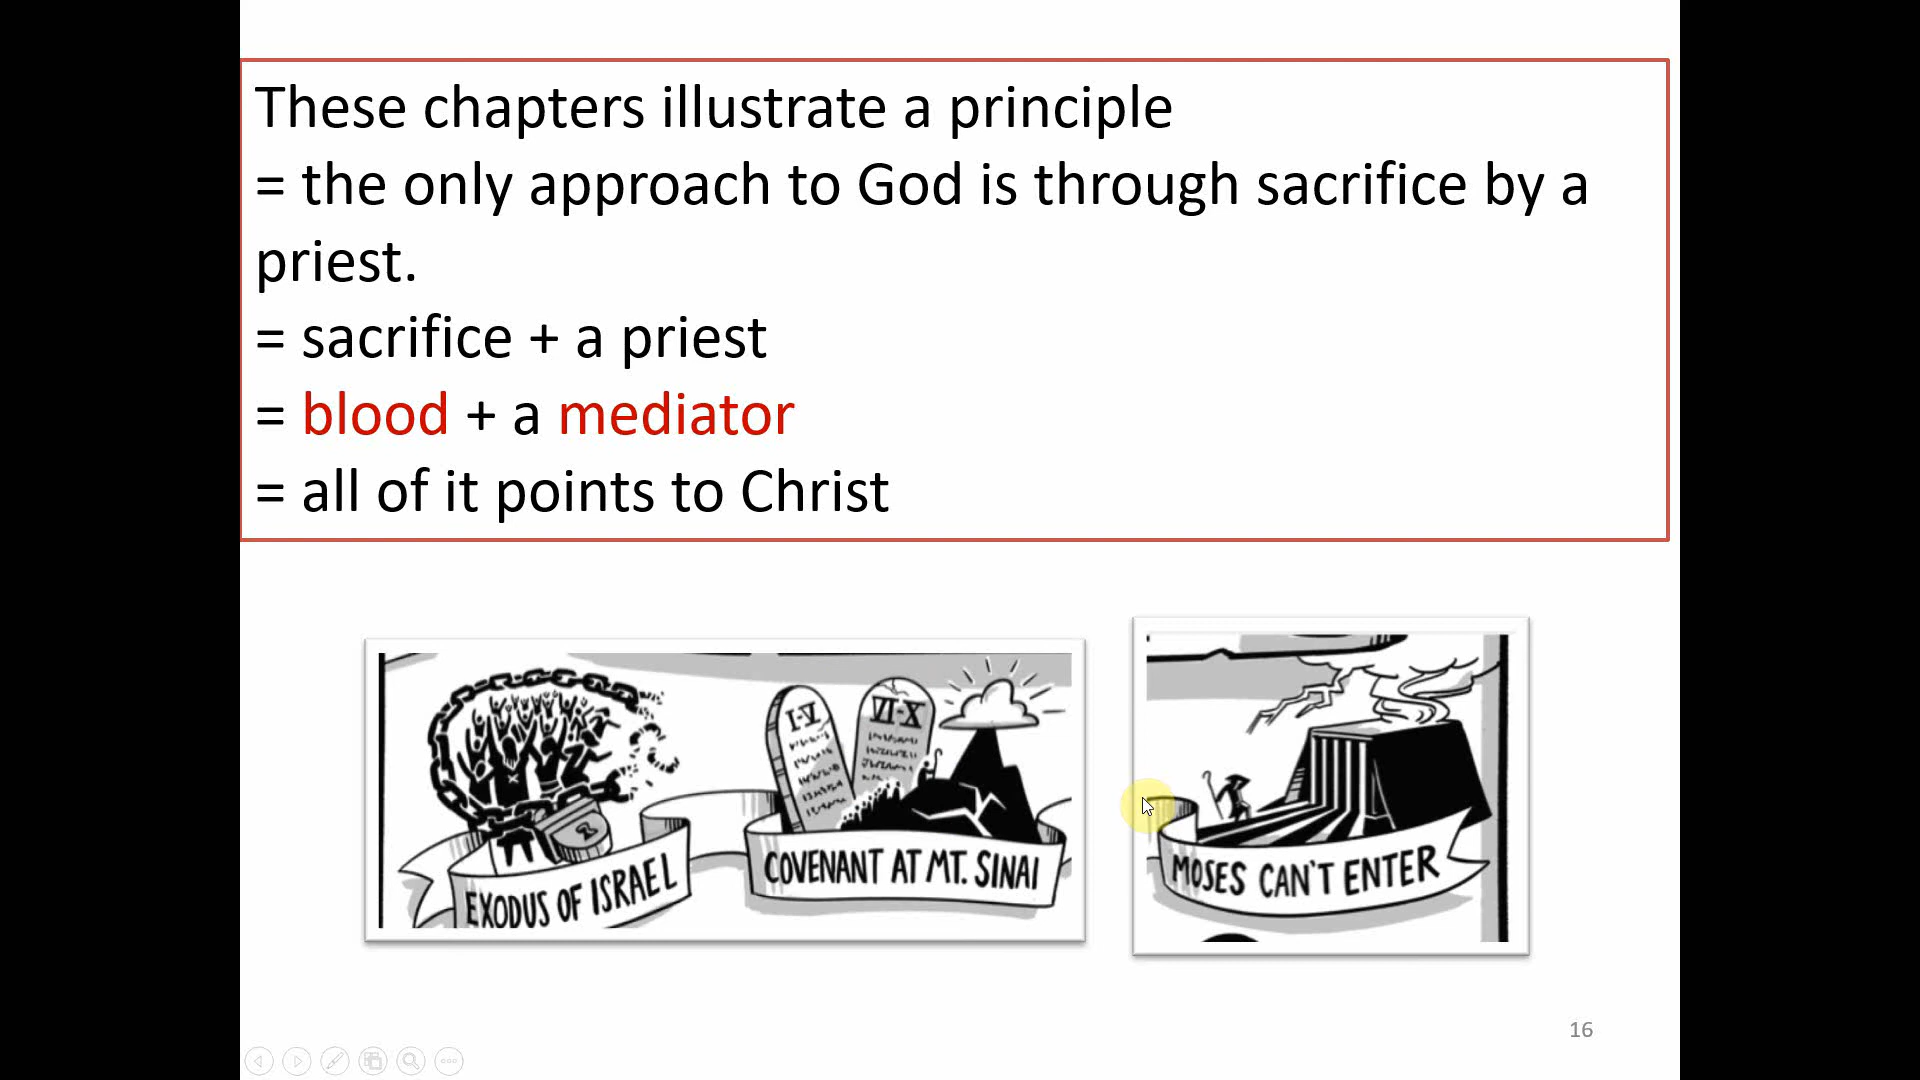 These chapters illustrate a principle
= the only approach to God is through sacrifice by a
priest.
= sacrifice + a priest
= blood + a mediator
= all of it points to Christ
I-V
VI-X
EXODUS OF ISRAEL
COVENANT AT MT. SINAI
MOSES CAN'T ENTER
16